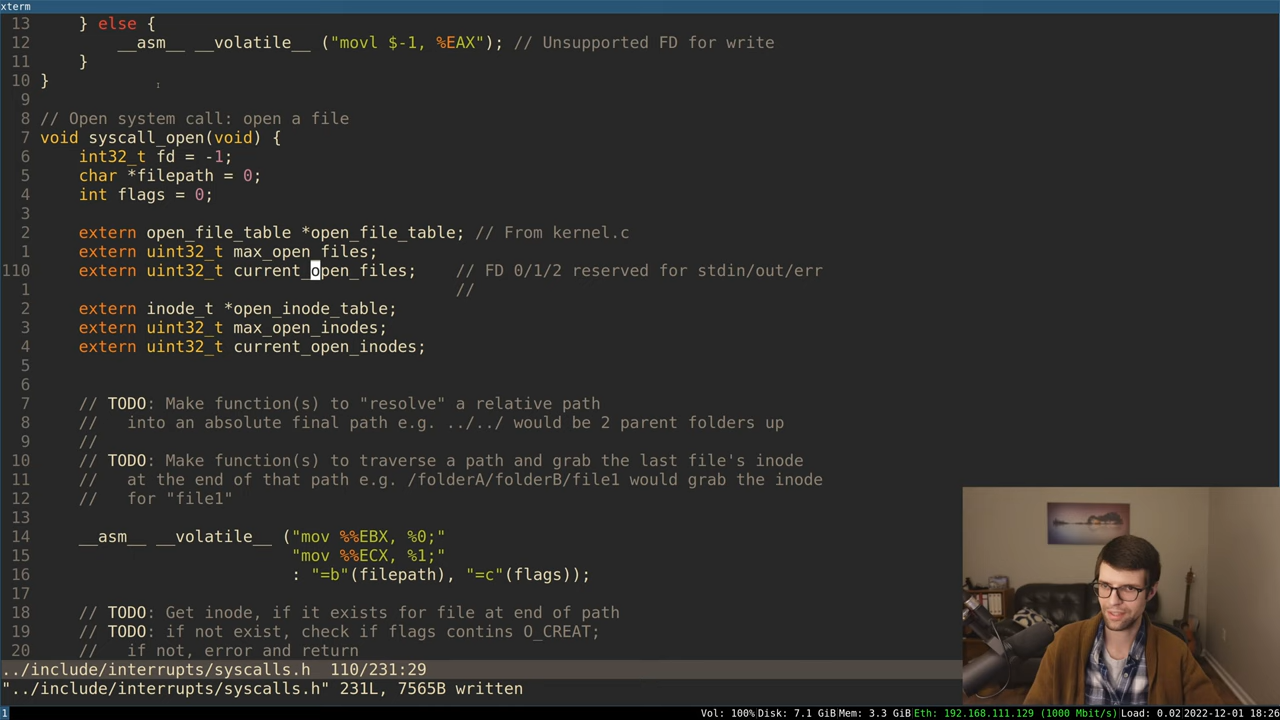 xterm
13     } else {
12         __asm__ __volatile__ ("movl $-1, %EAX"); // Unsupported FD for write
11     }
10 }
9
8 // Open system call: open a file
7 void syscall_open(void) {
6     int32_t fd = -1;
5     char *filepath = 0;
4     int flags = 0;
3
2     extern open_file_table *open_file_table; // From kernel.c
1     extern uint32_t max_open_files;
110     extern uint32_t current_open_files;    // FD 0/1/2 reserved for stdin/out/err
1                                            //
2     extern inode_t *open_inode_table;
3     extern uint32_t max_open_inodes;
4     extern uint32_t current_open_inodes;
5
6
7     // TODO: Make function(s) to "resolve" a relative path
8     //   into an absolute final path e.g. ../../ would be 2 parent folders up
9     //
10     // TODO: Make function(s) to traverse a path and grab the last file's inode
11     //   at the end of that path e.g. /folderA/folderB/file1 would grab the inode
12     //   for "file1"
13
14     __asm__ __volatile__ ("mov %%EBX, %0;"
15                           "mov %%ECX, %1;"
16                           : "=b"(filepath), "=c"(flags));
17
18     // TODO: Get inode, if it exists for file at end of path
19     // TODO: if not exist, check if flags contins O_CREAT;
20     //   if not, error and return
../include/interrupts/syscalls.h  110/231:29
"../include/interrupts/syscalls.h" 231L, 7565B written
1 Vol: 100% Disk: 7.1 GiB Mem: 3.3 GiB Eth: 192.168.111.129 (1000 Mbit/s) Load: 0.02 2022-12-01 18:26